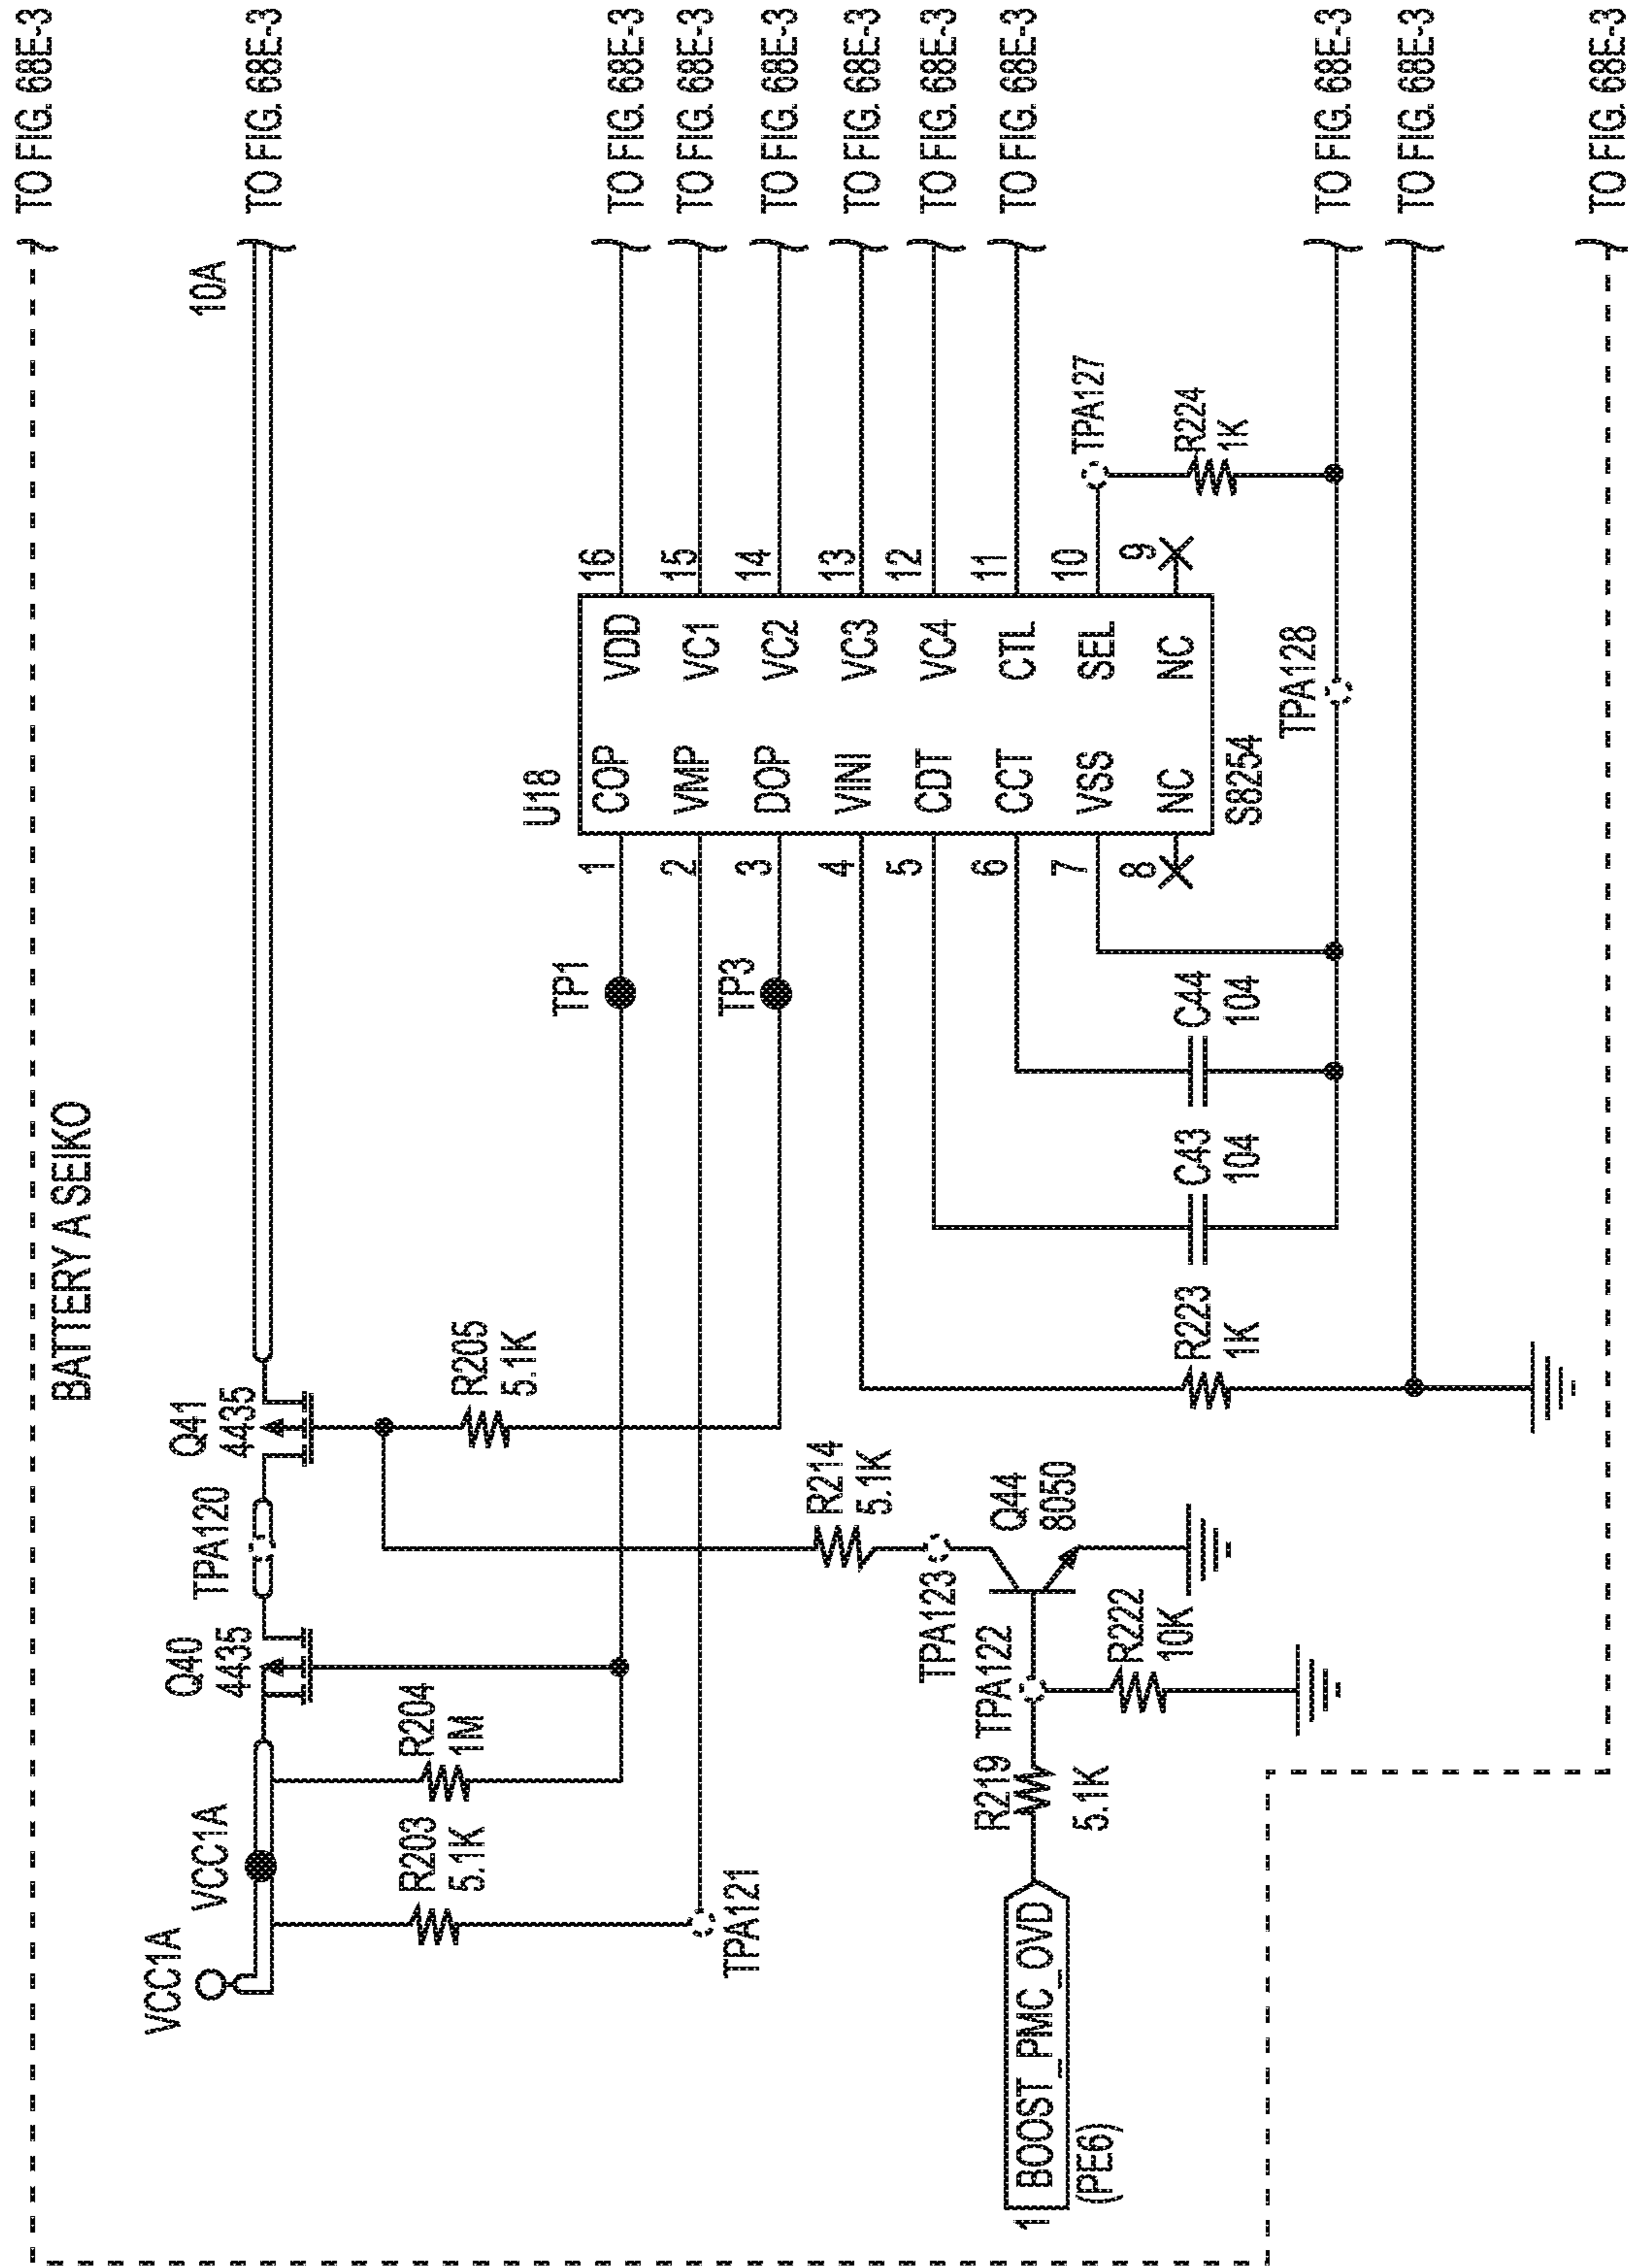 BATTERY A SEIKO
TO FIG. 68E-3
TO FIG. 68E-3
TO FIG. 68E-3
TO FIG. 68E-3
TO FIG. 68E-3
TO FIG. 68E-3
TO FIG. 68E-3
TO FIG. 68E-3
TO FIG. 68E-3
TO FIG. 68E-3
TO FIG. 68E-3
10A
VCC1A
VCC1A
Q40
4435
TPA120
Q41
4435
R203
5.1K
R204
1M
R205
5.1K
TPA121
TP1
TP3
U18
1 COP VDD 16
2 VMP VC1 15
3 DOP VC2 14
4 VINI VC3 13
5 CDT VC4 12
6 CCT CTL 11
7 VSS SEL 10
8 NC NC 9
S8254
TPA127
R224
1K
TPA128
R214
5.1K
TPA123
Q44
8050
1 BOOST_PMC_OVD
(PE6)
R219
5.1K
TPA122
R222
10K
R223
1K
C43
104
C44
104